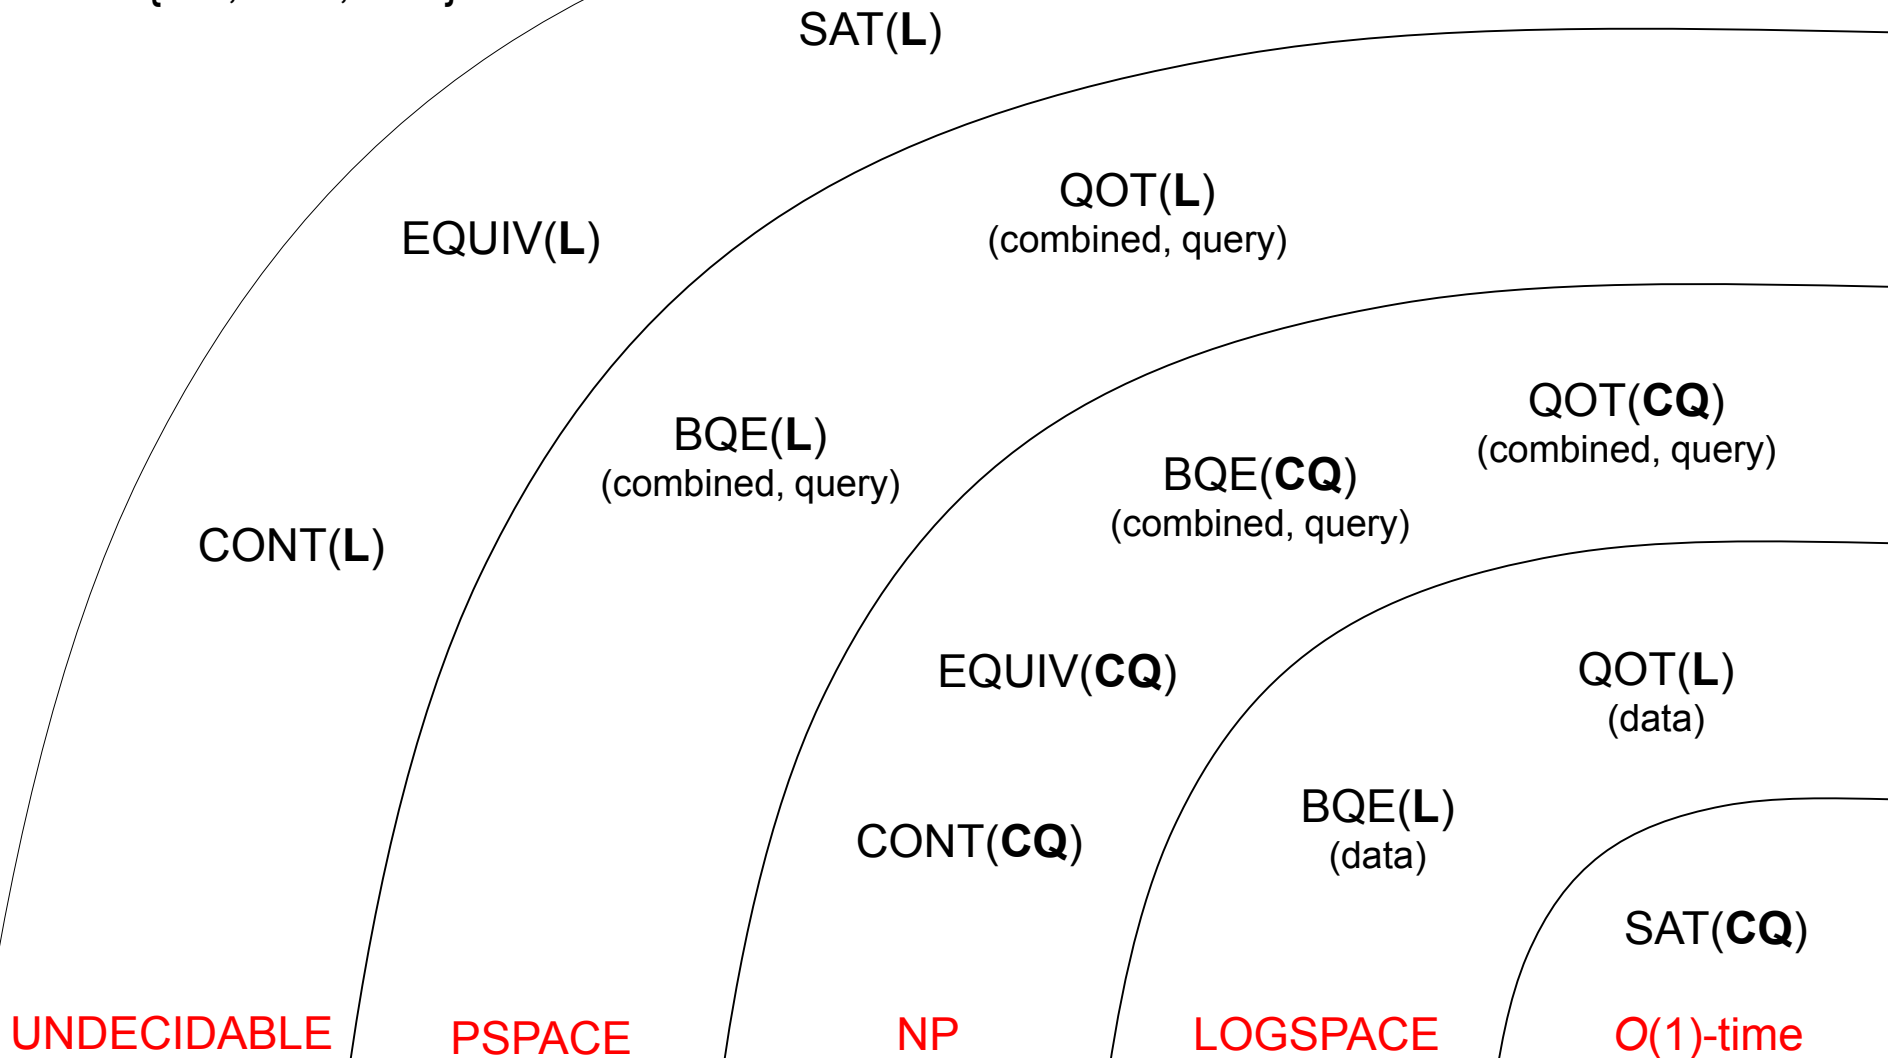 SAT(L)
QOT(L)
(combined, query)
EQUIV(L)
QOT(CQ)
(combined, query)
BQE(L)
(combined, query)
BQE(CQ)
(combined, query)
CONT(L)
EQUIV(CQ)
QOT(L)
(data)
BQE(L)
(data)
CONT(CQ)
SAT(CQ)
UNDECIDABLE
PSPACE
NP
LOGSPACE
O(1)-time